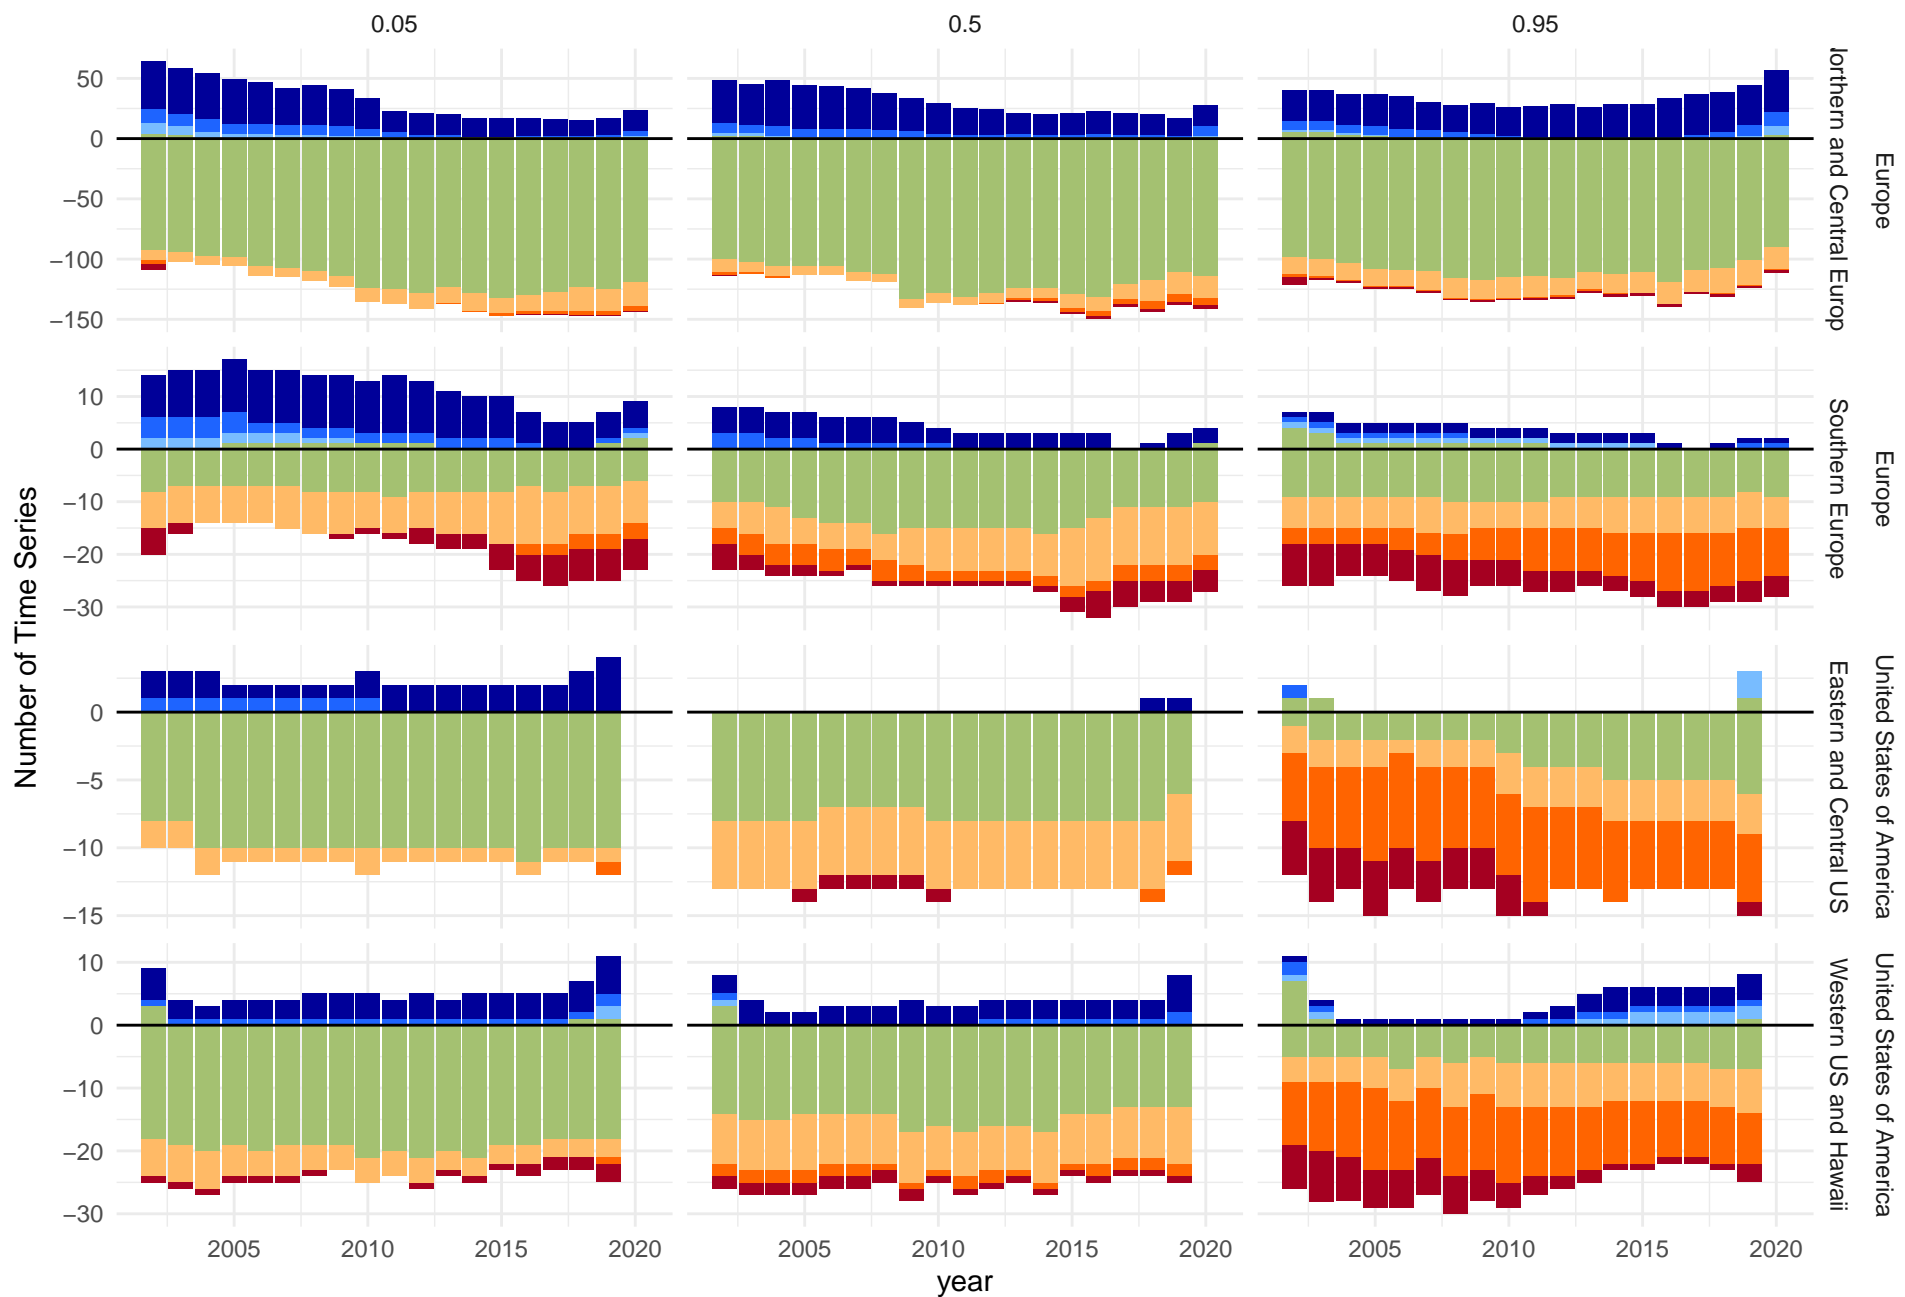 0.05 0.5 0.95
50
0
−50
−100
−150
Northern and Central Europ
Europe
10
0
−10
−20
−30
Southern Europe
Europe
0
−5
−10
−15
Eastern and Central US
United States of America
10
0
−10
−20
−30
Western US and Hawaii
United States of America
2005 2010 2015 2020 2005 2010 2015 2020 2005 2010 2015 2020
year
Number of Time Series